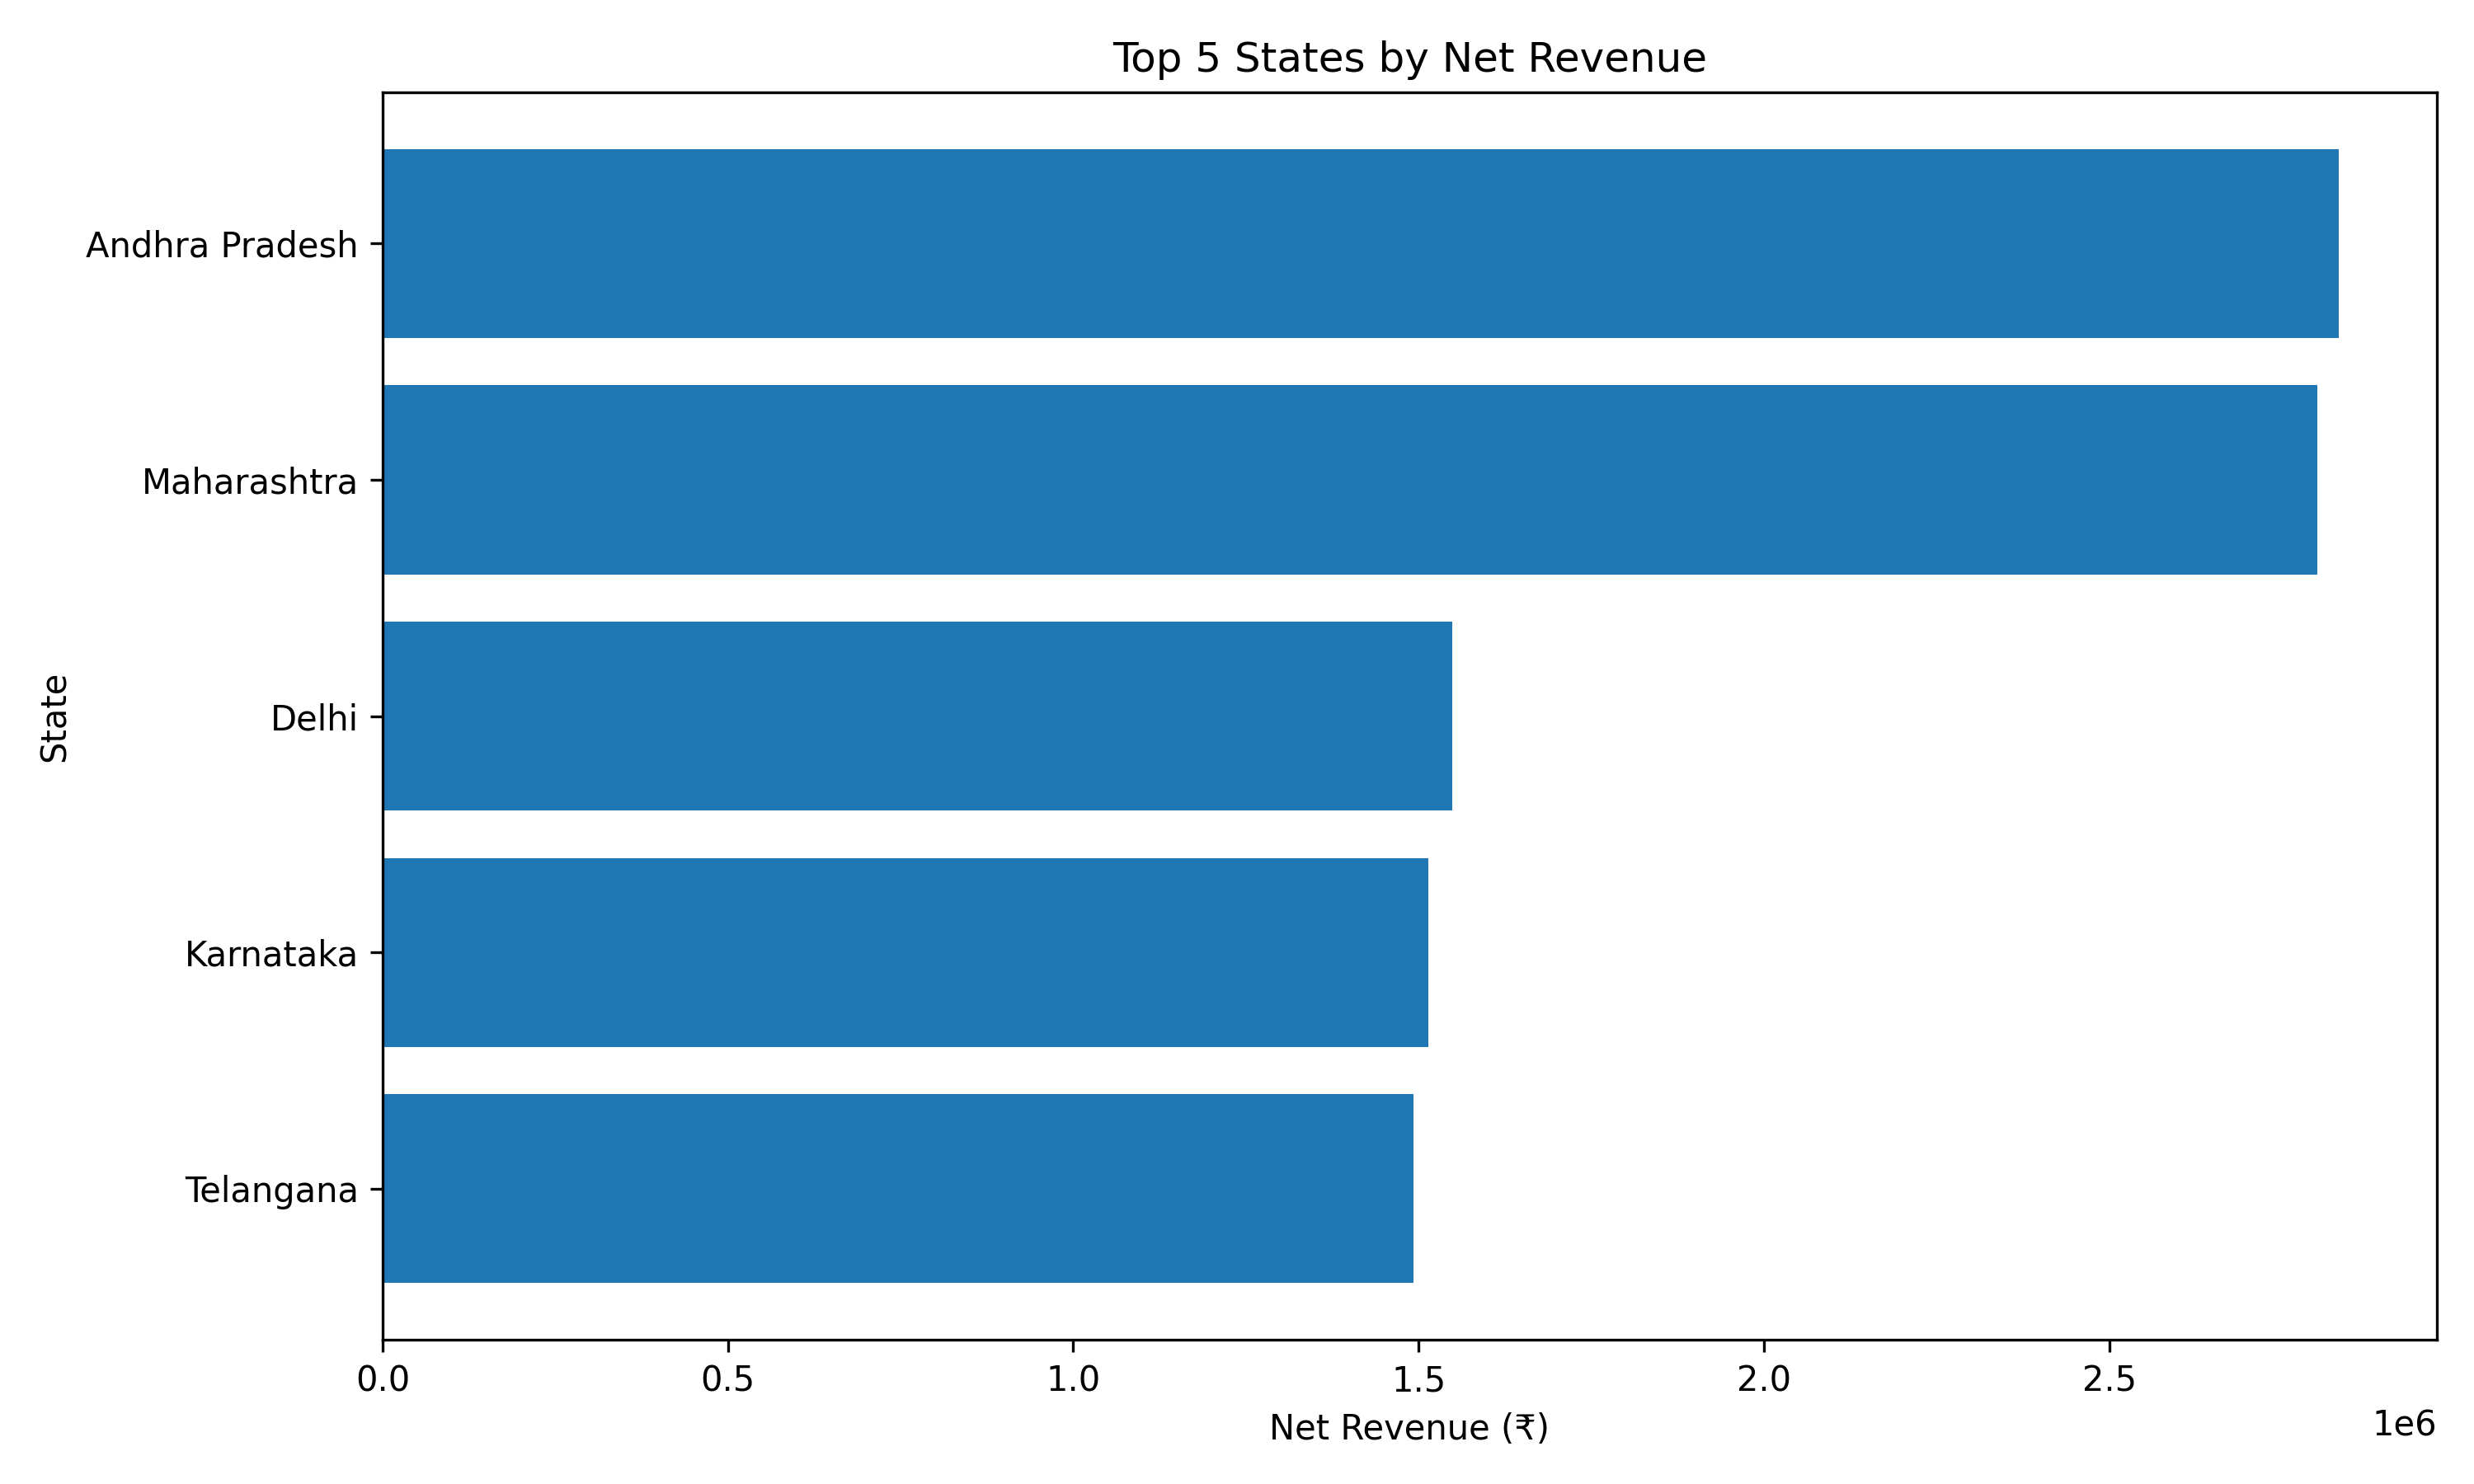 Top 5 States by Net Revenue
Andhra Pradesh
Maharashtra
Delhi
Karnataka
Telangana
State
0.0 0.5 1.0 1.5 2.0 2.5
1e6
Net Revenue (₹)